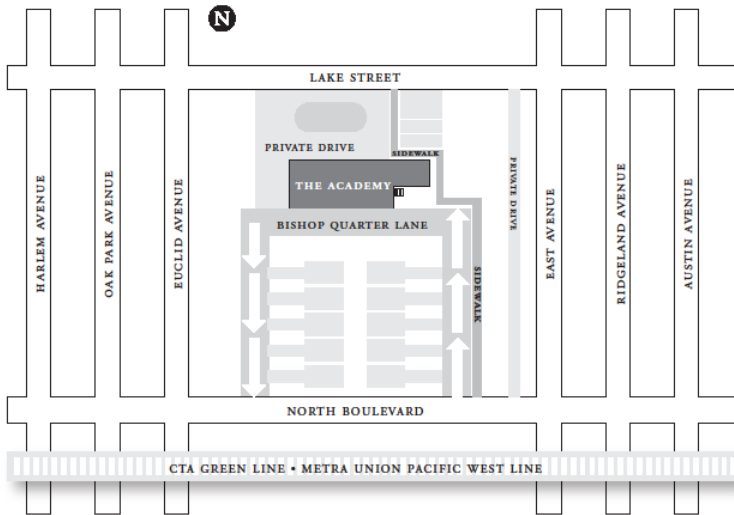 N
LAKE STREET
PRIVATE DRIVE
SIDEWALK
THE ACADEMY
BISHOP QUARTER LANE
HARLEM AVENUE
OAK PARK AVENUE
EUCLID AVENUE
SIDEWALK
PRIVATE DRIVE
EAST AVENUE
RIDGELAND AVENUE
AUSTIN AVENUE
NORTH BOULEVARD
CTA GREEN LINE • METRA UNION PACIFIC WEST LINE